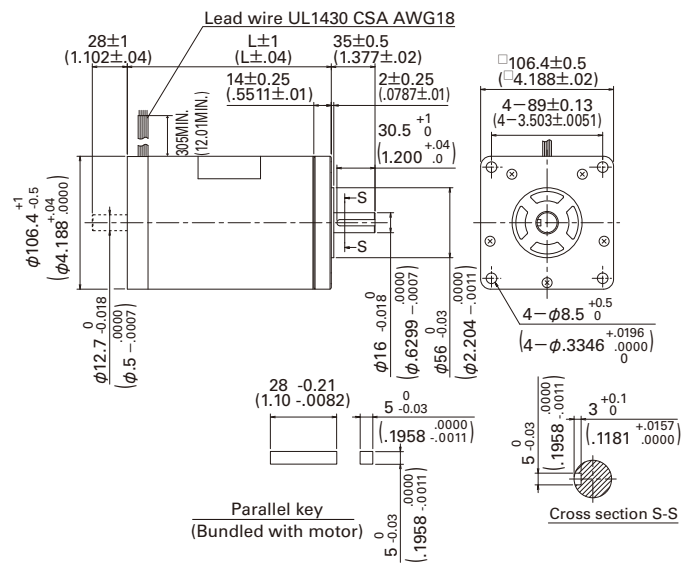 Lead wire UL1430 CSA AWG18
28±1
(1.102±.04)
L±1
(L±.04)
35±0.5
(1.377±.02)
14±0.25
(.5511±.01)
2±0.25
(.0787±.01)
305MIN.
(12.01MIN.)
30.5 +1 0
(1.200 +.04 .0)
□106.4±0.5
(□4.188±.02)
4−89±0.13
(4−3.503±.0051)
S
S
φ106.4 +1 -0.5
(φ4.188 +.04 .0000)
φ12.7 0 -0.018
(φ.5 .0000 -.0007)
φ16 0 -0.018
(φ.6299 .0000 -.0007)
φ56 0 -0.03
(φ2.204 .0000 -.0011)
4−φ8.5 +0.5 0
(4−φ.3346 +.0196 .0000 0)
28 -0.21
(1.10 -.0082)
5 0 -0.03
(.1958 .0000 -.0011)
5 0 -0.03
(.1958 .0000 -.0011)
Parallel key
(Bundled with motor)
3 +0.1 0
(.1181 +.0157 .0000)
5 0 -0.03
(.1958 .0000 -.0011)
Cross section S-S